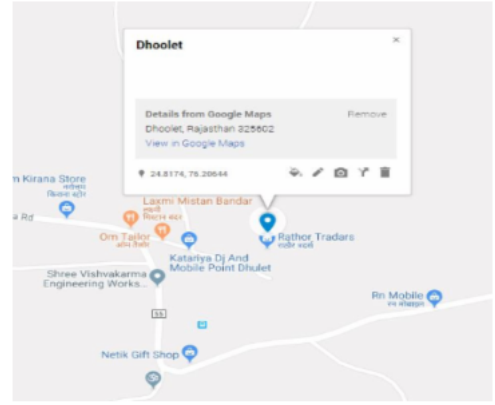 Dhoolet
×
Details from Google Maps
Remove
Dhoolet, Rajasthan 325602
View in Google Maps
24.8174, 76.20644
n Kirana Store
किराना स्टोर
a Rd
Laxmi Mistan Bandar
Om Tailor
ओम टैलर
Rathor Tradars
Katariya Dj And
Mobile Point Dhulet
Shree Vishvakarma
Engineering Works...
Rn Mobile
55
Netik Gift Shop